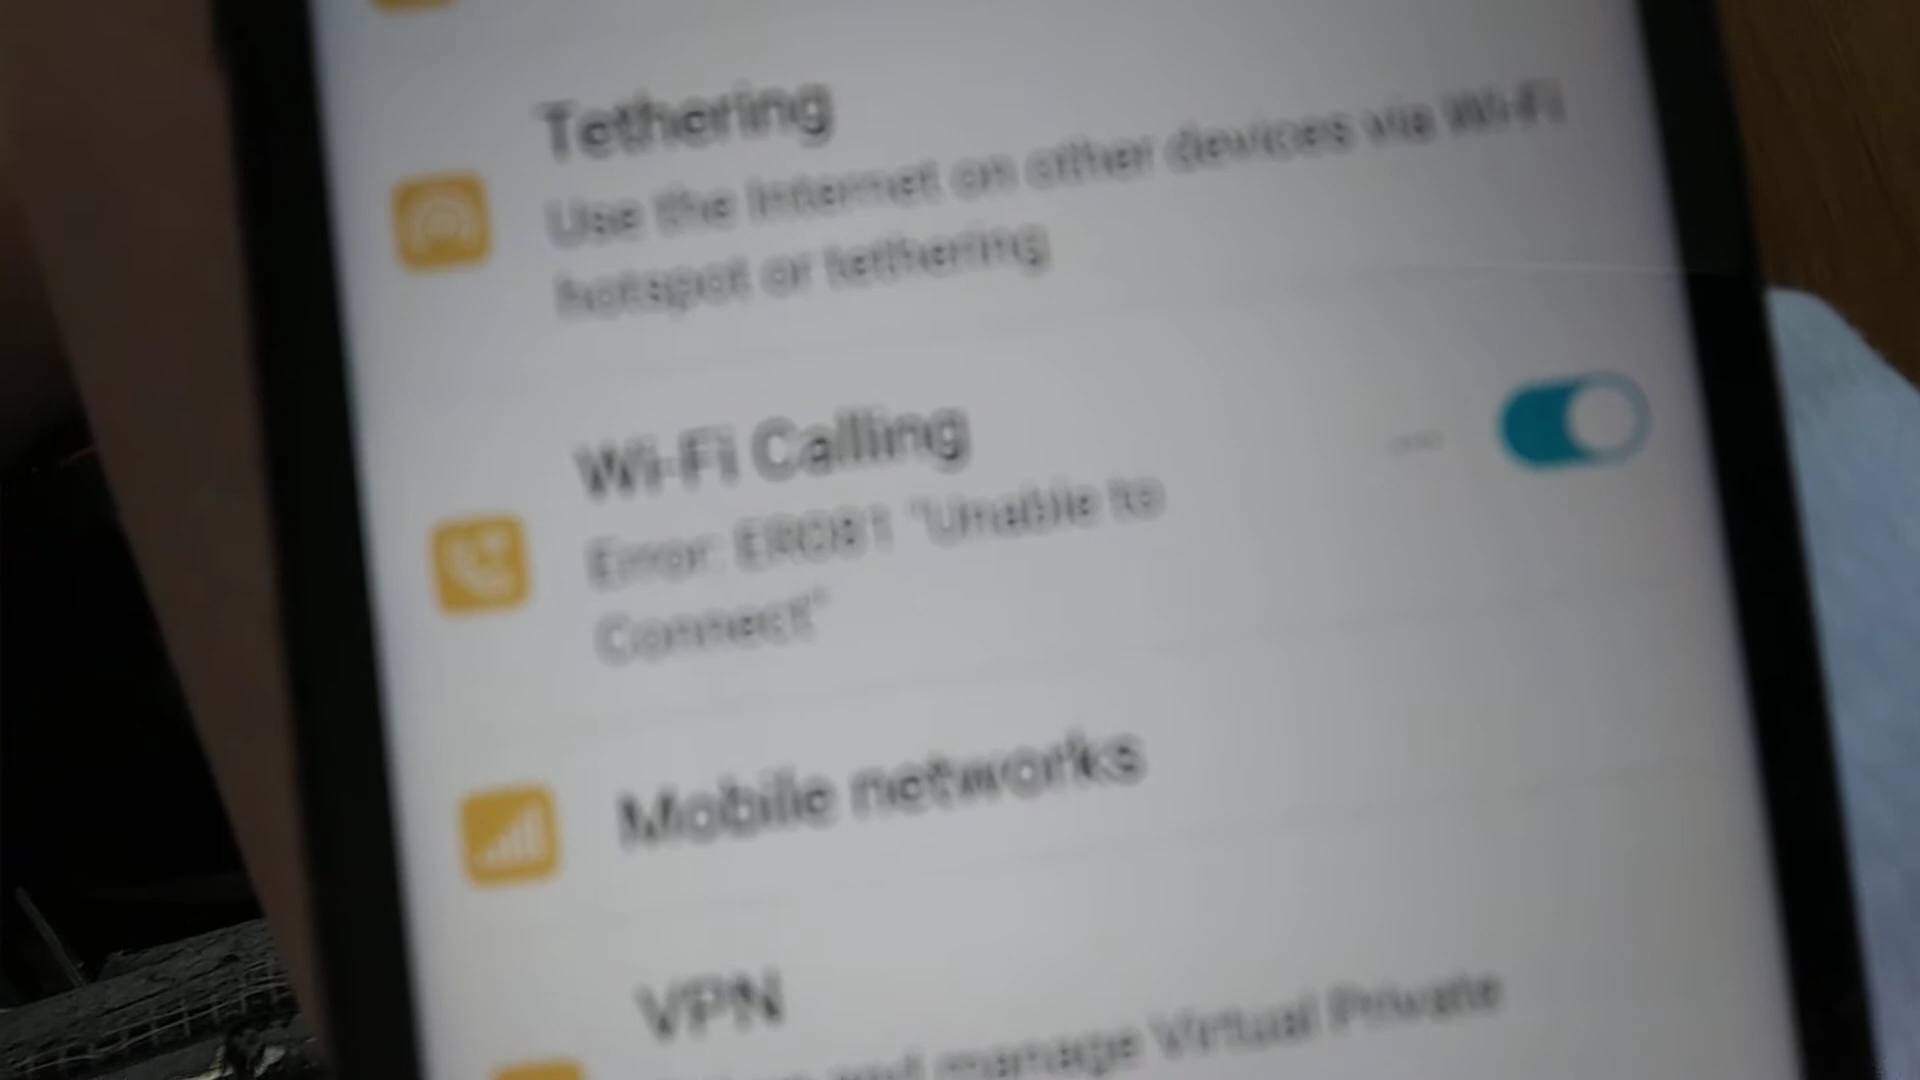 Tethering
Use the Internet on other devices via Wi-Fi
hotspot or tethering
Wi-Fi Calling
Error: ER081 "Unable to
Connect"
Mobile networks
VPN
and manage Virtual Private